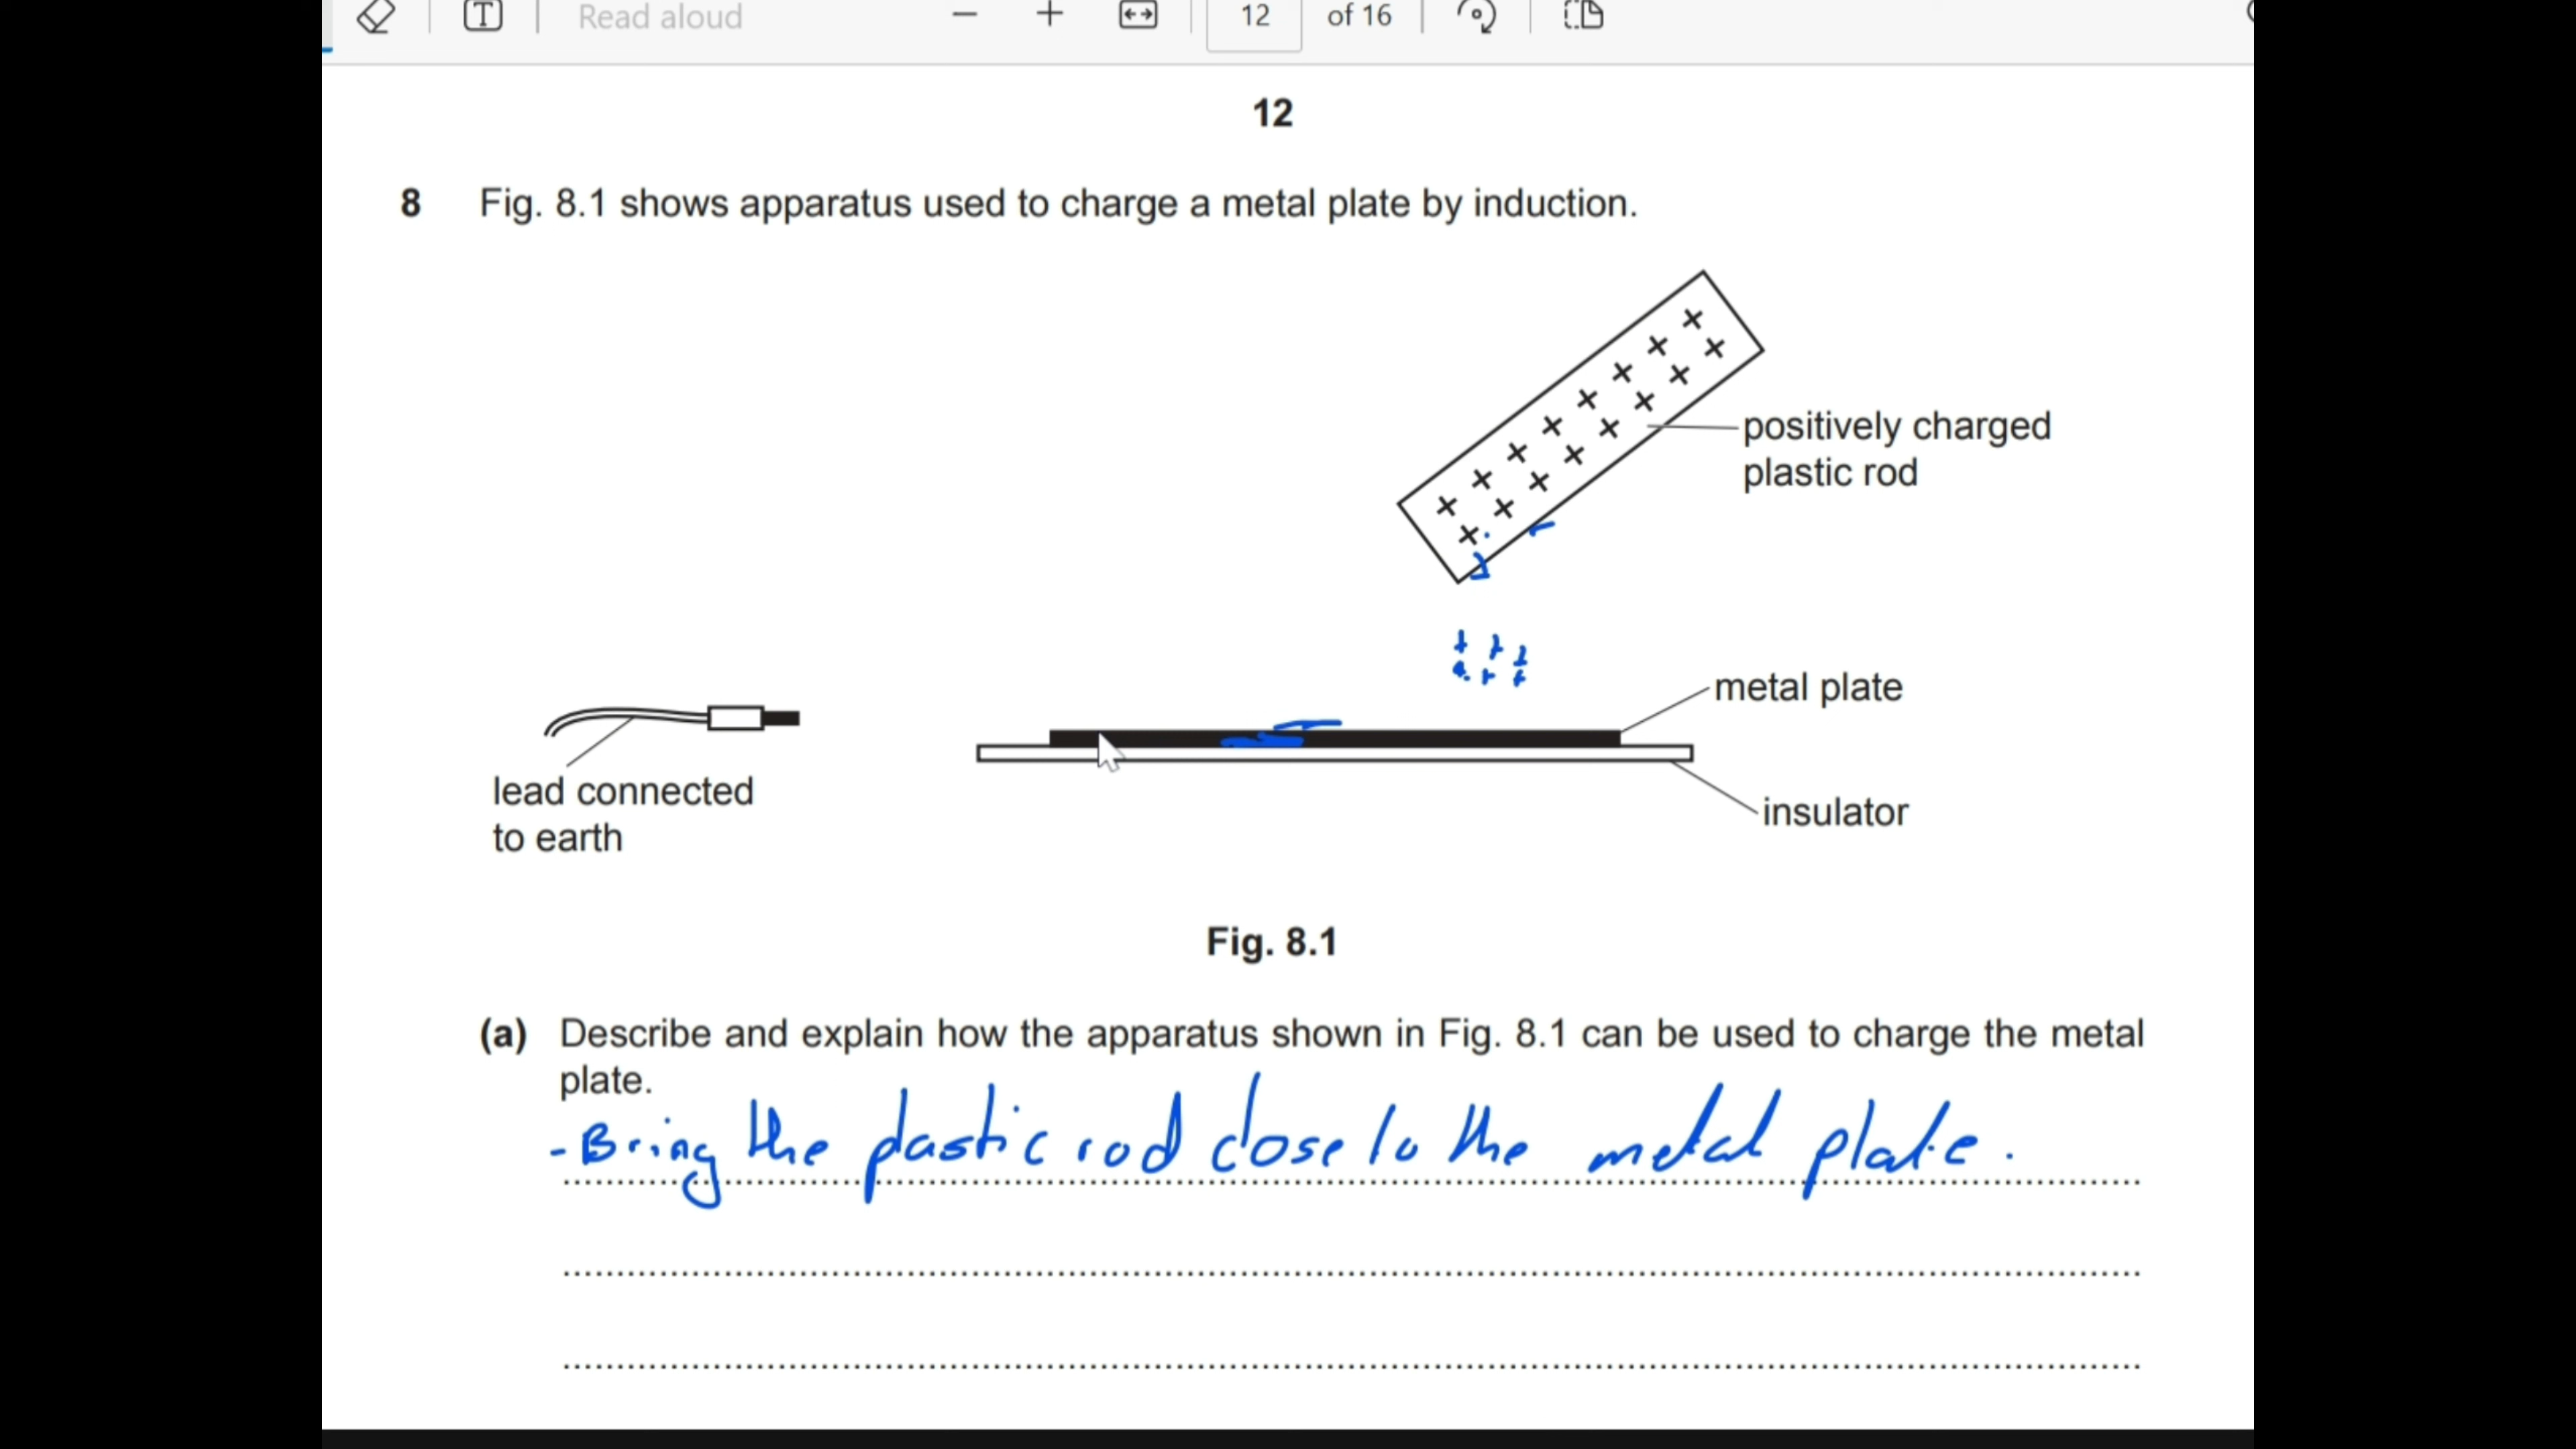 Read aloud
12 of 16
12
8 Fig. 8.1 shows apparatus used to charge a metal plate by induction.
positively charged
plastic rod
metal plate
lead connected
to earth
insulator
Fig. 8.1
(a) Describe and explain how the apparatus shown in Fig. 8.1 can be used to charge the metal
plate.
- Bring the plastic rod close to the metal plate.